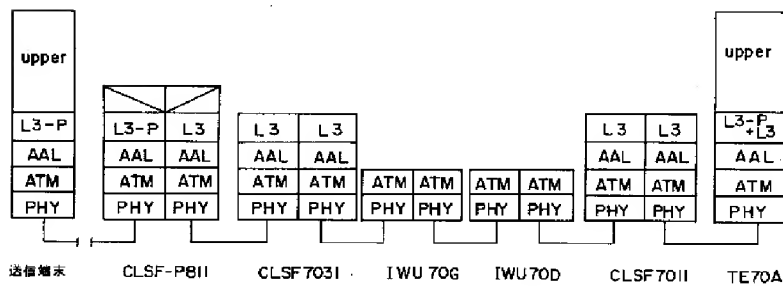 upper upper
L3-P L3-P L3 L3 L3 L3 L3 L3-P+L3
AAL AAL AAL AAL AAL AAL AAL AAL
ATM ATM ATM ATM ATM ATM ATM ATM ATM ATM ATM ATM
PHY PHY PHY PHY PHY PHY PHY PHY PHY PHY PHY PHY
送信端末 CLSF-P811 CLSF7031 IWU70G IWU70D CLSF7011 TE70A